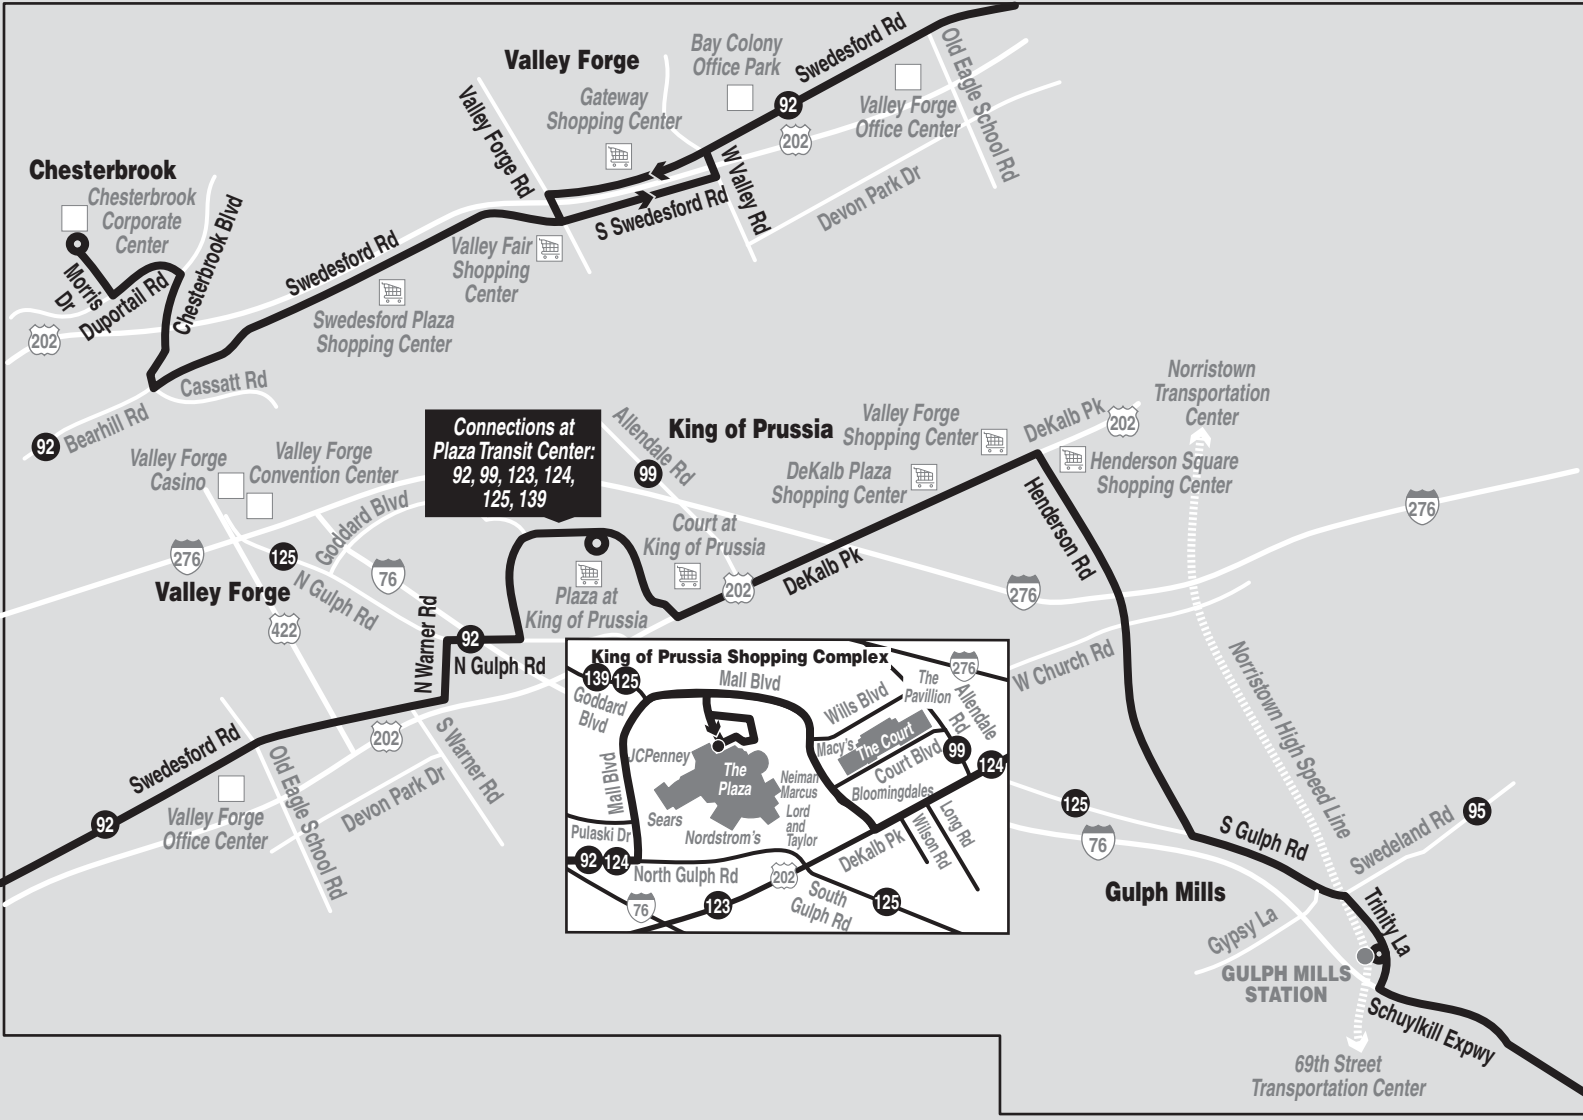 Valley Forge
Bay Colony
Office Park
Swedesford Rd
Old Eagle School Rd
Gateway
Shopping Center
92
Valley Forge
Office Center
202
Valley Forge Rd
W Valley Rd
S Swedesford Rd
Devon Park Dr
Chesterbrook
Chesterbrook
Corporate
Center
Chesterbrook Blvd
Morris
Dr
Duportail Rd
202
Swedesford Rd
Valley Fair
Shopping
Center
Swedesford Plaza
Shopping Center
Cassatt Rd
92
Bearhill Rd
Connections at
Plaza Transit Center:
92, 99, 123, 124,
125, 139
Allendale Rd
99
King of Prussia
Valley Forge
Shopping Center
DeKalb Pk
202
Norristown
Transportation
Center
DeKalb Plaza
Shopping Center
Henderson Square
Shopping Center
Valley Forge
Casino
Valley Forge
Convention Center
Goddard Blvd
276
125
76
Valley Forge
N Gulph Rd
422
Court at
King of Prussia
Plaza at
King of Prussia
202
DeKalb Pk
Henderson Rd
276
276
N Warner Rd
92
N Gulph Rd
W Church Rd
Norristown High Speed Line
Swedesford Rd
202
S Warner Rd
Old Eagle School Rd
Devon Park Dr
92
Valley Forge
Office Center
King of Prussia Shopping Complex
139
125
Goddard
Blvd
Mall Blvd
The
Pavillion
276
Allendale
Rd
Wills Blvd
Macy's
The Court
Court Blvd
99
124
Bloomingdales
JCPenney
Mall Blvd
The
Plaza
Neiman
Marcus
Lord
and
Taylor
Sears
Nordstrom's
Pulaski Dr
92
124
North Gulph Rd
DeKalb Pk
Wilson Rd
Long Rd
202
South
Gulph Rd
76
123
125
125
76
S Gulph Rd
Swedeland Rd
95
Gulph Mills
Trinity La
Gypsy La
GULPH MILLS
STATION
Schuylkill Expwy
69th Street
Transportation Center